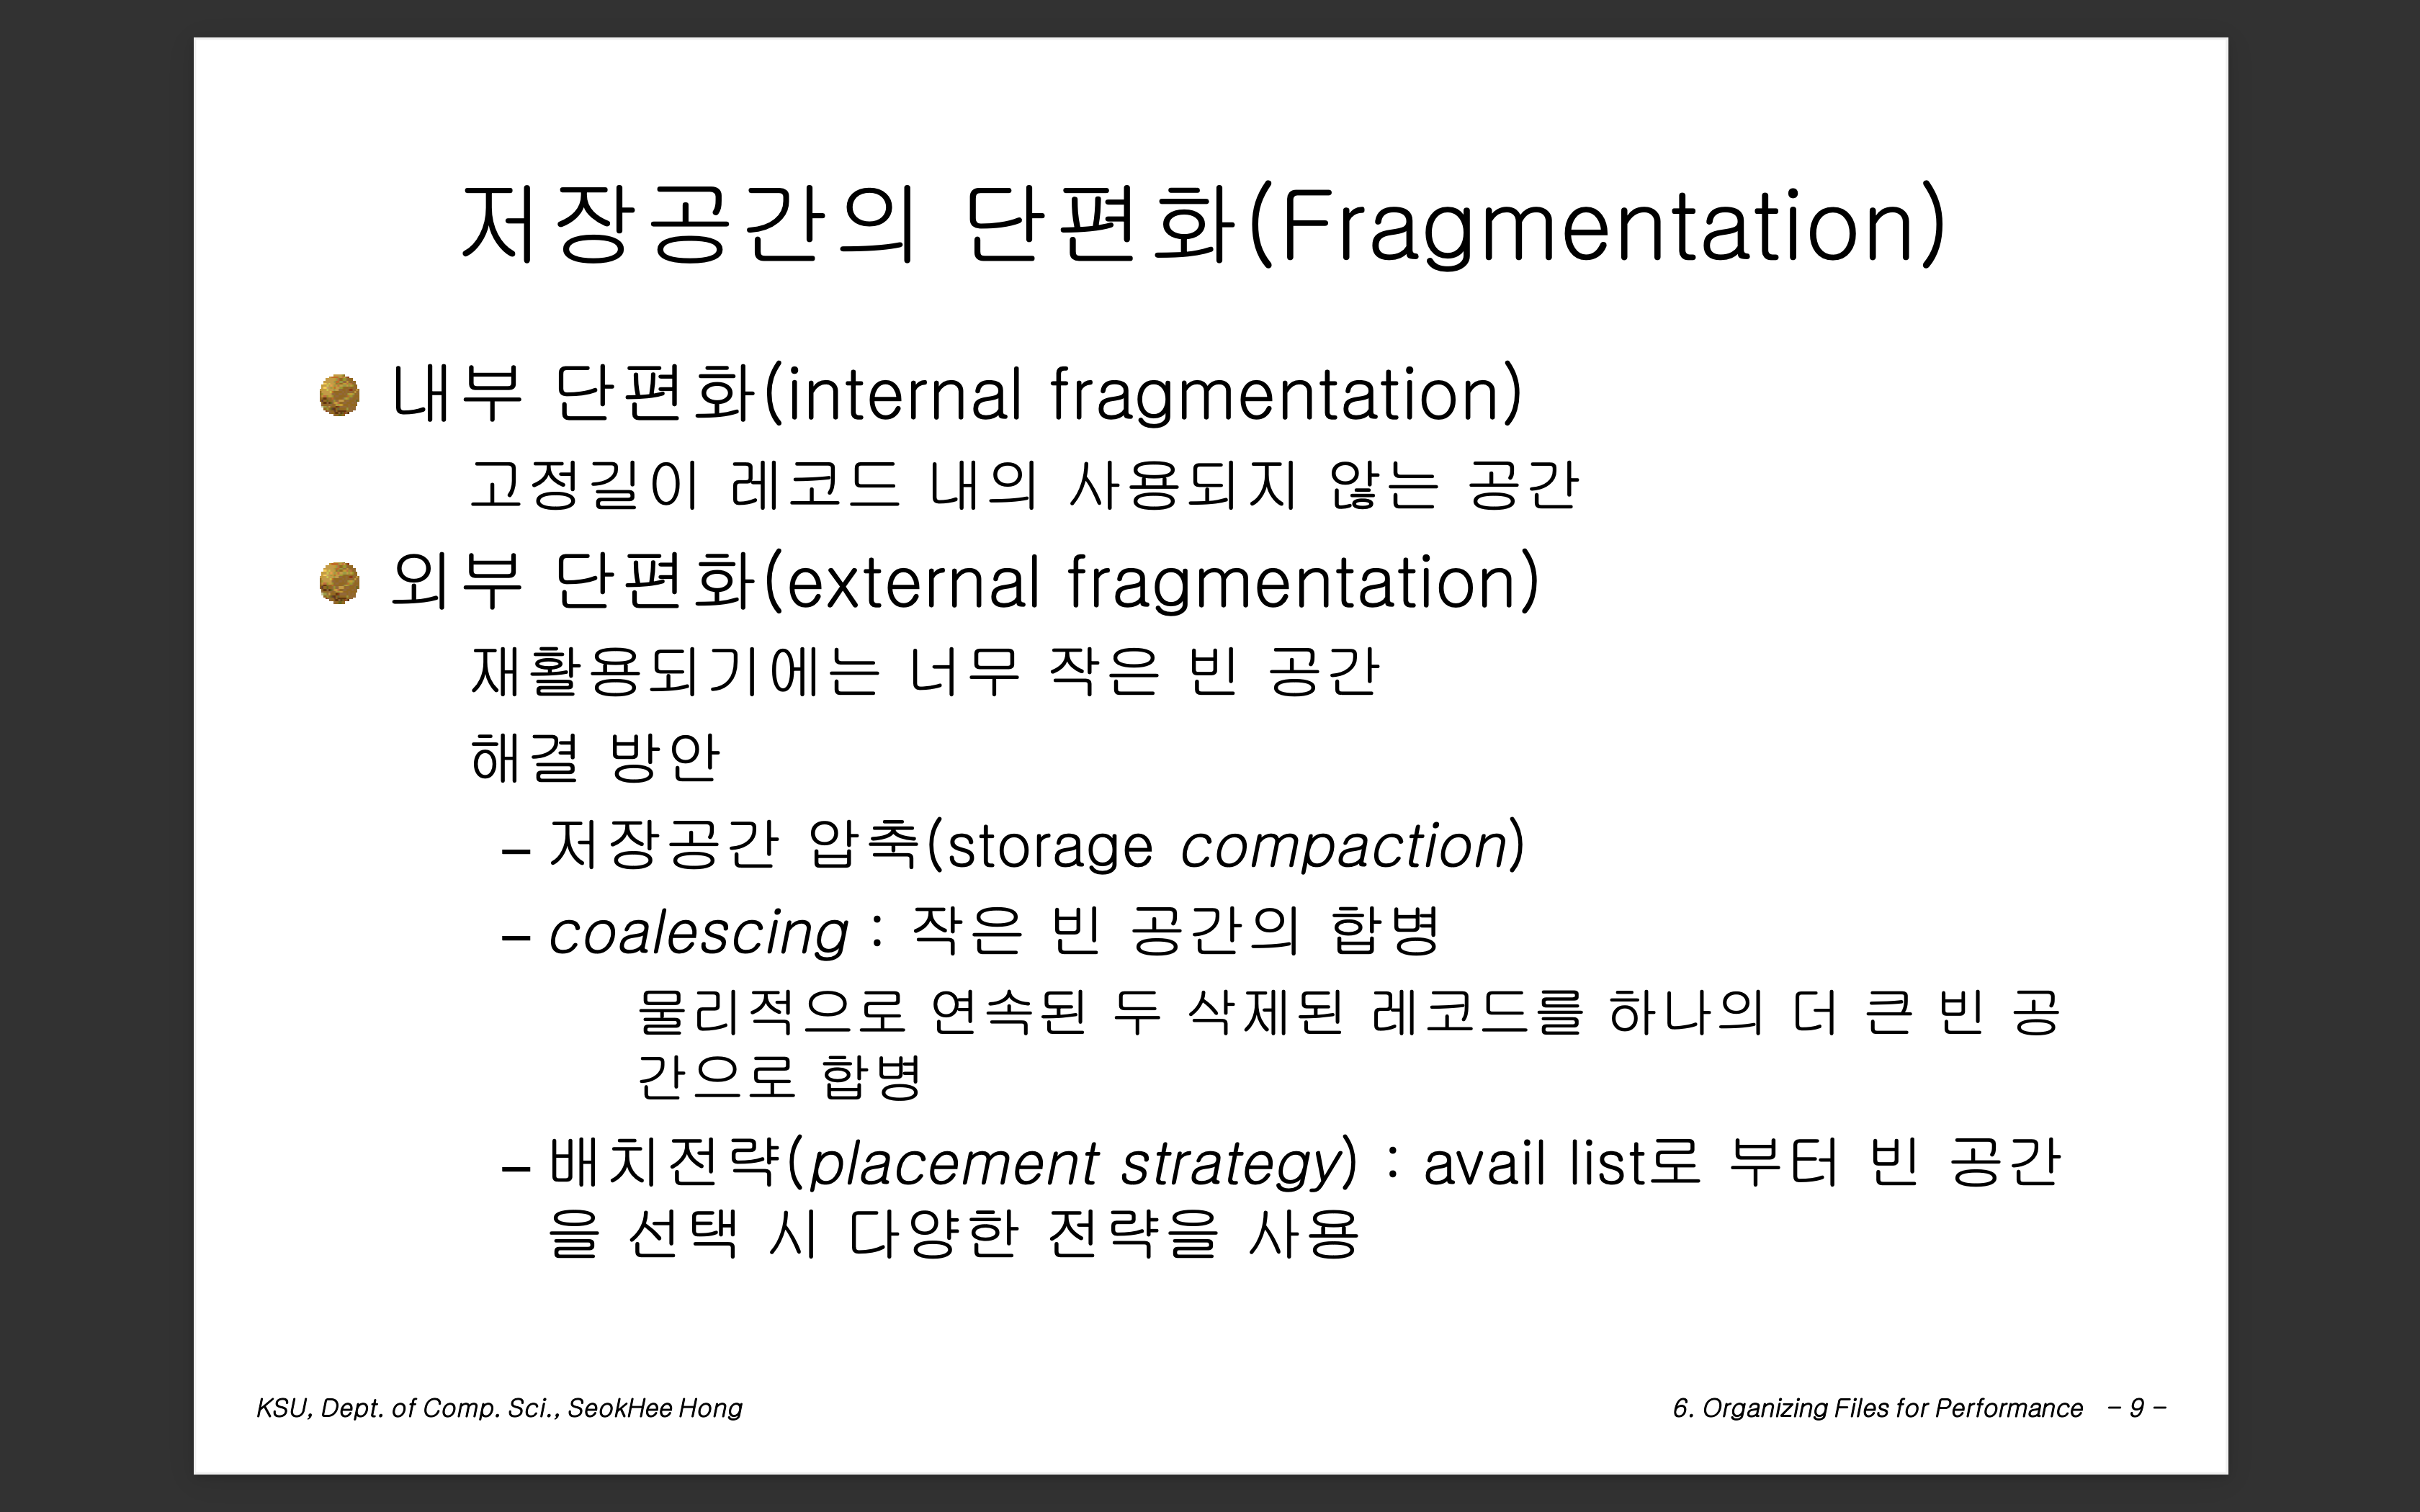 저장공간의 단편화(Fragmentation)
내부 단편화(internal fragmentation)
고정길이 레코드 내의 사용되지 않는 공간
외부 단편화(external fragmentation)
재활용되기에는 너무 작은 빈 공간
해결 방안
– 저장공간 압축(storage compaction)
– coalescing : 작은 빈 공간의 합병
물리적으로 연속된 두 삭제된 레코드를 하나의 더 큰 빈 공
간으로 합병
– 배치전략(placement strategy) : avail list로 부터 빈 공간
을 선택 시 다양한 전략을 사용
KSU, Dept. of Comp. Sci., SeokHee Hong
6. Organizing Files for Performance – 9 –